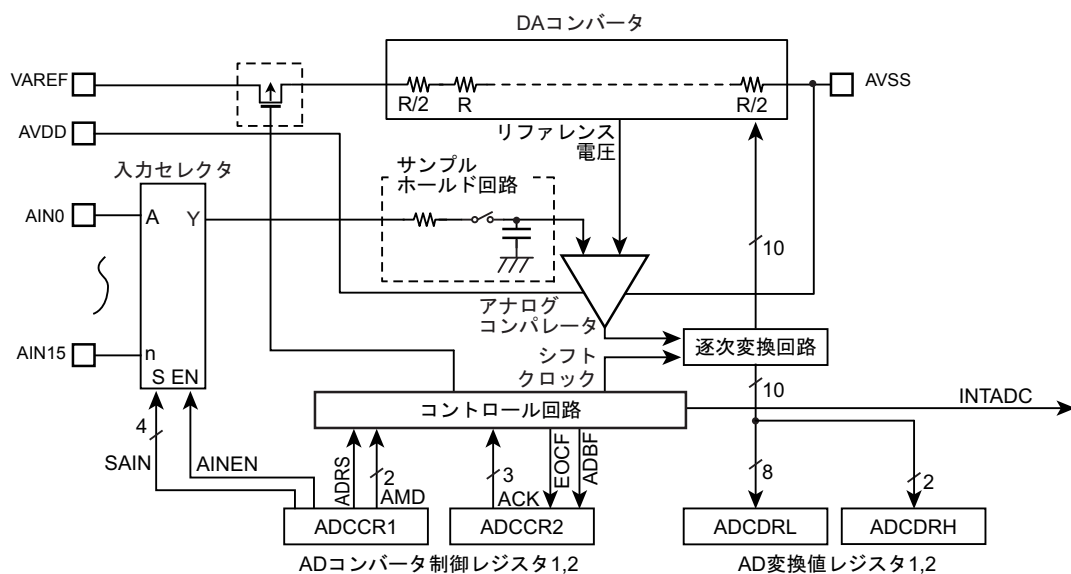 DAコンバータ
VAREF
R/2
R
R/2
AVSS
AVDD
リファレンス
電圧
入力セレクタ
サンプル
ホールド回路
AIN0
A
Y
10
アナログ
コンパレータ
AIN15
n
シフト
クロック
逐次変換回路
S EN
10
コントロール回路
INTADC
4
SAIN
AINEN
ADRS
2
AMD
3
ACK
EOCF
ADBF
8
2
ADCCR1
ADCCR2
ADCDRL
ADCDRH
ADコンバータ制御レジスタ1,2
AD変換値レジスタ1,2